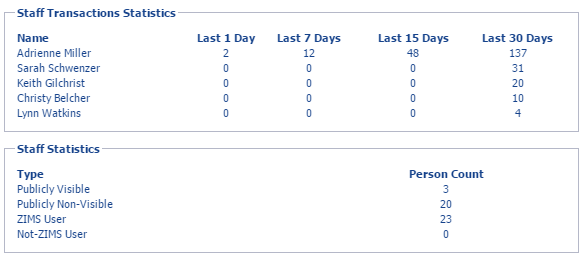 Staff Transactions Statistics
Name Last 1 Day Last 7 Days Last 15 Days Last 30 Days
Adrienne Miller 2 12 48 137
Sarah Schwenzer 0 0 0 31
Keith Gilchrist 0 0 0 20
Christy Belcher 0 0 0 10
Lynn Watkins 0 0 0 4
Staff Statistics
Type Person Count
Publicly Visible 3
Publicly Non-Visible 20
ZIMS User 23
Not-ZIMS User 0